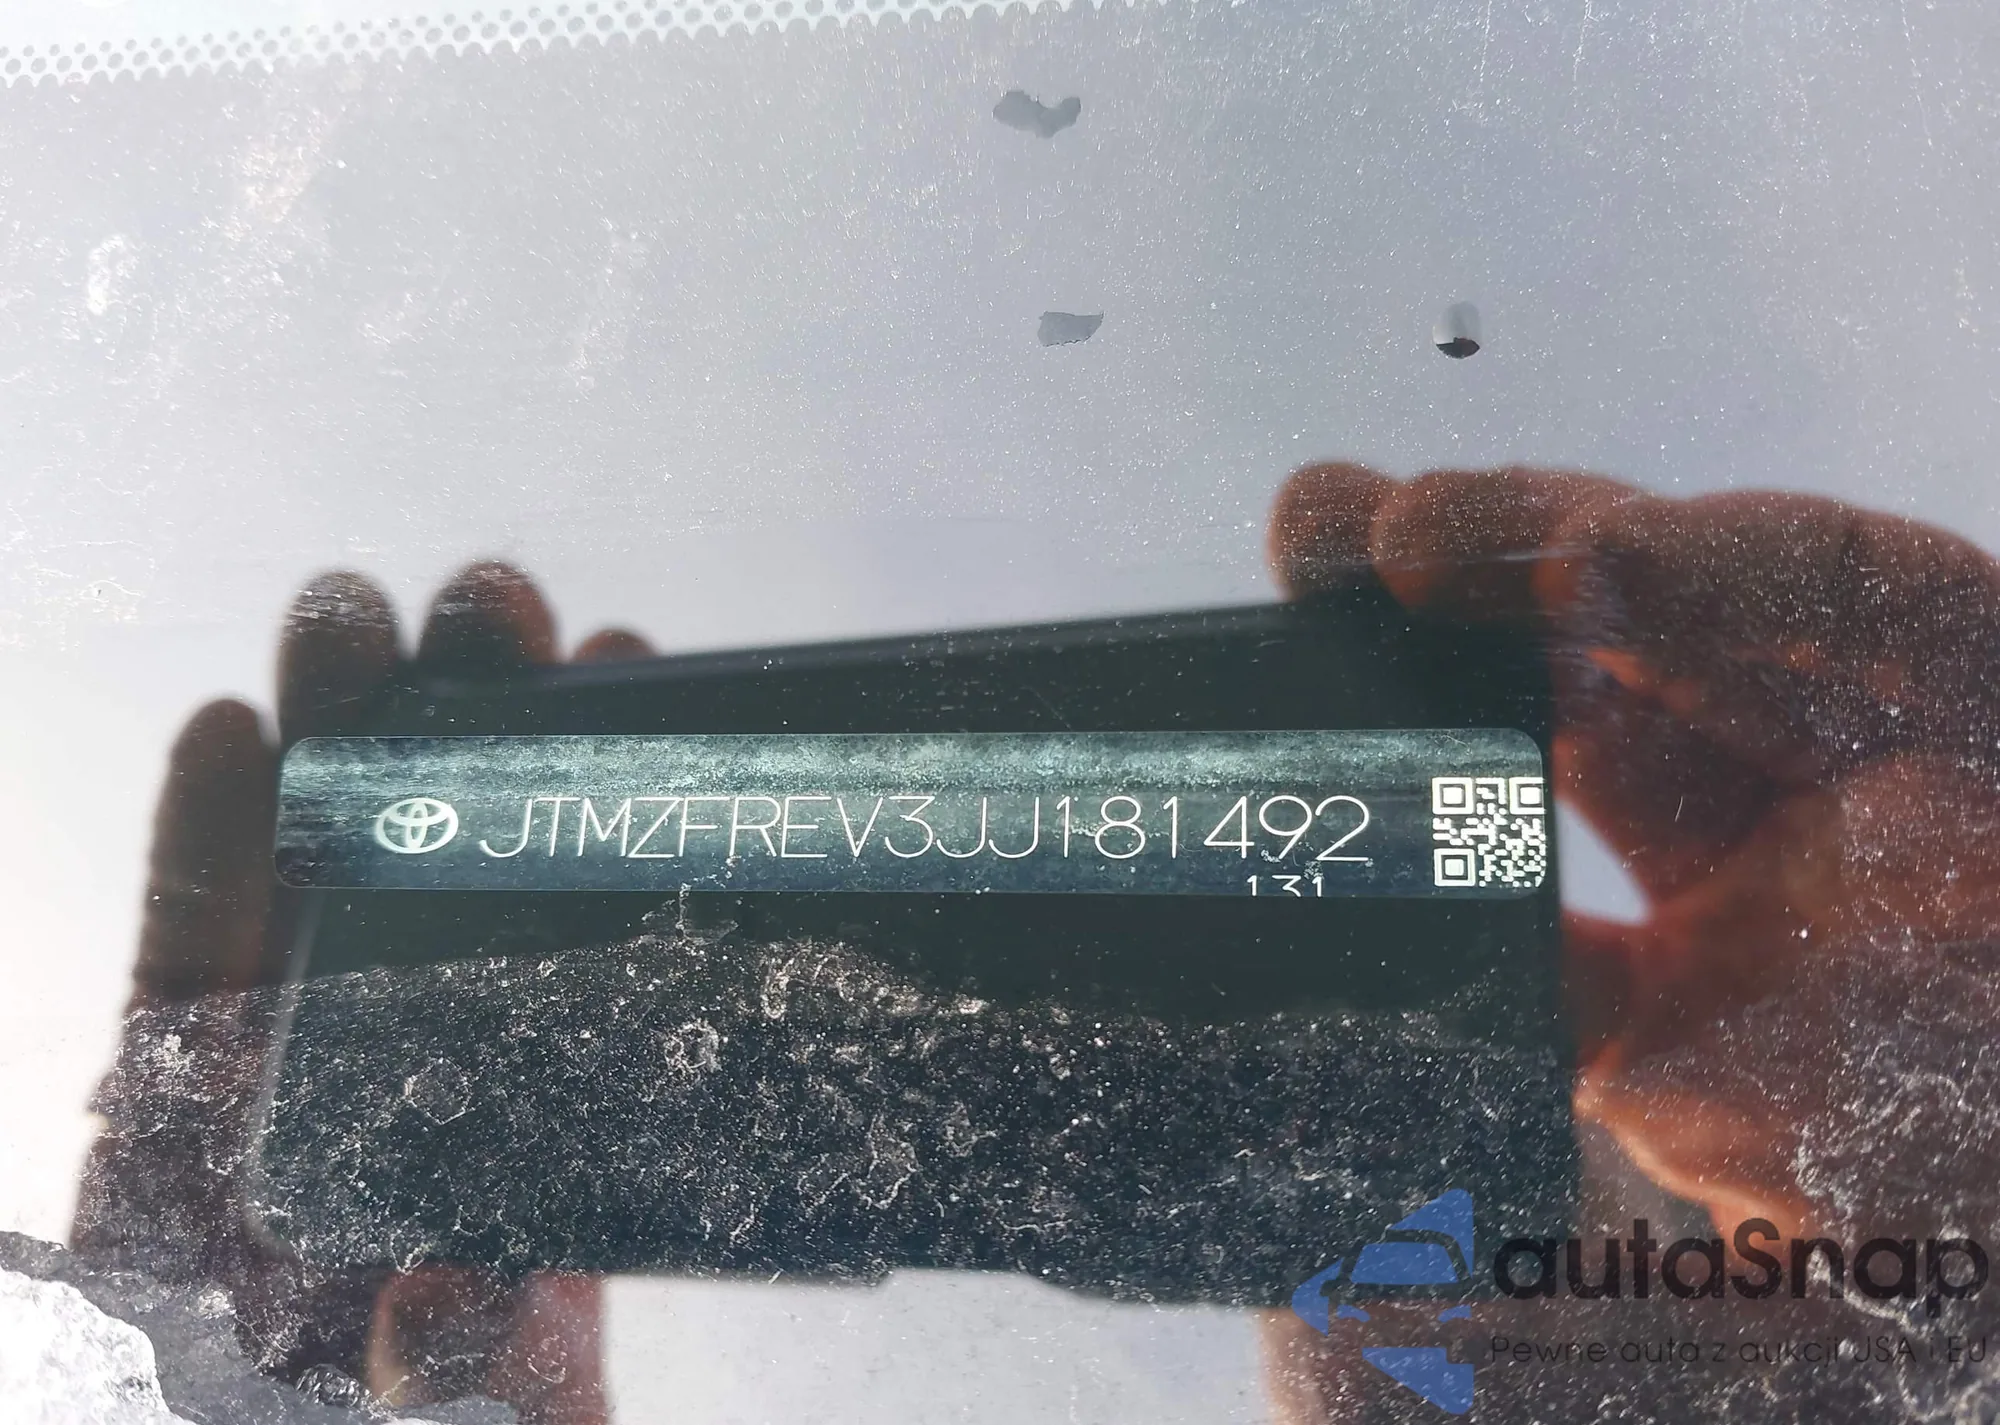 JTMZFREV3JJ181492
131
autaSnap
Pewne auta z aukcji USA i EU